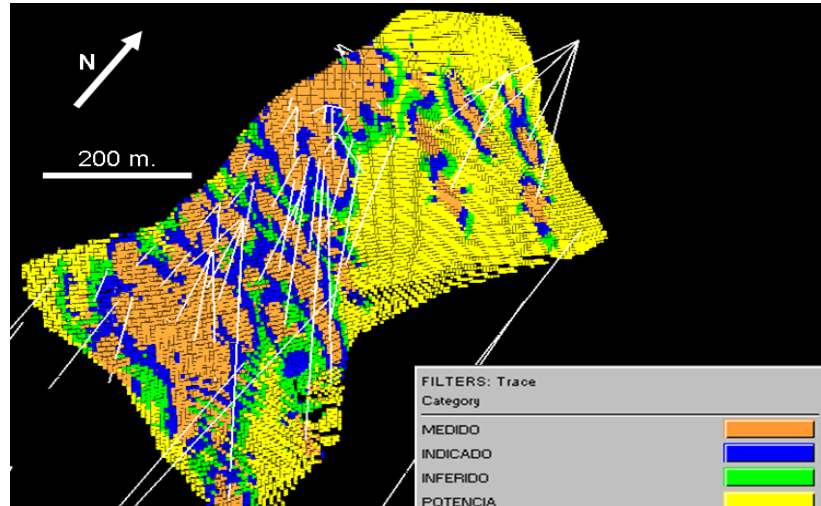 N
200 m.
FILTERS: Trace
Category
MEDIDO
INDICADO
INFERIDO
POTENCIA